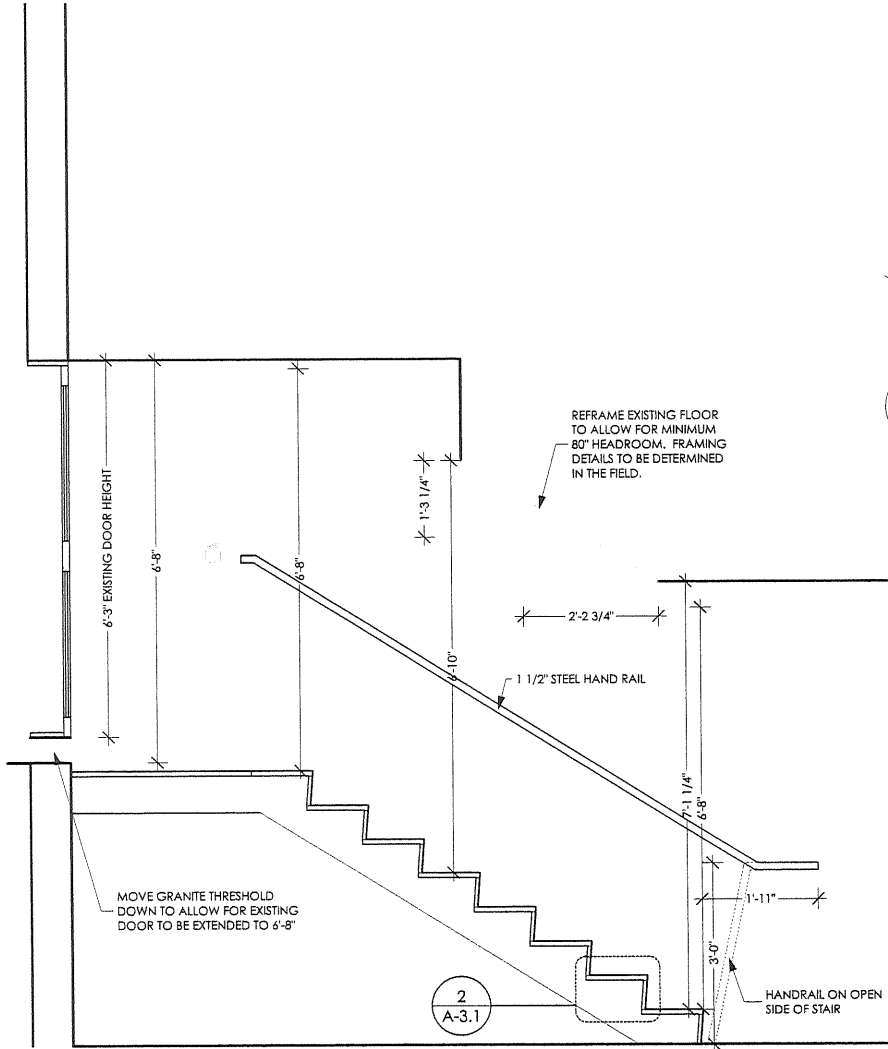 REFRAME EXISTING FLOOR
TO ALLOW FOR MINIMUM
80" HEADROOM. FRAMING
DETAILS TO BE DETERMINED
IN THE FIELD.
6'-3" EXISTING DOOR HEIGHT
6'-8"
6'-8"
1'-3 1/4"
6'-10"
2'-2 3/4"
1 1/2" STEEL HAND RAIL
7'-1 1/4"
6'-8"
1'-11"
3'-0"
MOVE GRANITE THRESHOLD
DOWN TO ALLOW FOR EXISTING
DOOR TO BE EXTENDED TO 6'-8"
2
A-3.1
HANDRAIL ON OPEN
SIDE OF STAIR